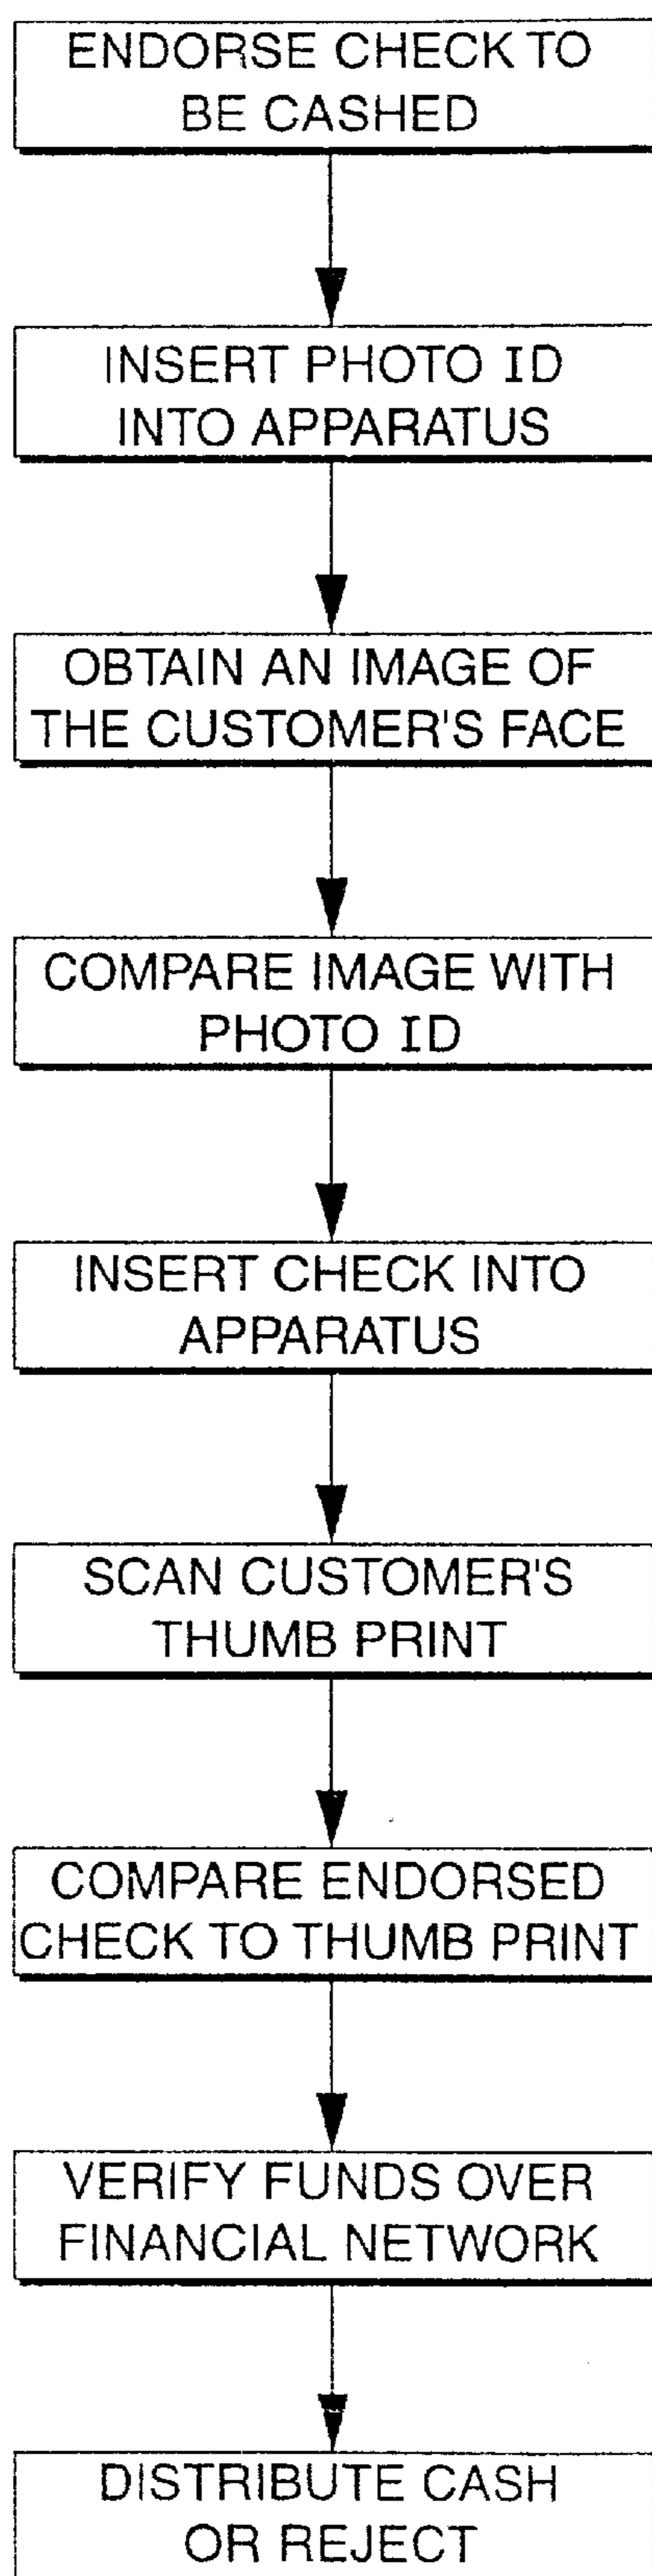 ENDORSE CHECK TO
BE CASHED
INSERT PHOTO ID
INTO APPARATUS
OBTAIN AN IMAGE OF
THE CUSTOMER'S FACE
COMPARE IMAGE WITH
PHOTO ID
INSERT CHECK INTO
APPARATUS
SCAN CUSTOMER'S
THUMB PRINT
COMPARE ENDORSED
CHECK TO THUMB PRINT
VERIFY FUNDS OVER
FINANCIAL NETWORK
DISTRIBUTE CASH
OR REJECT